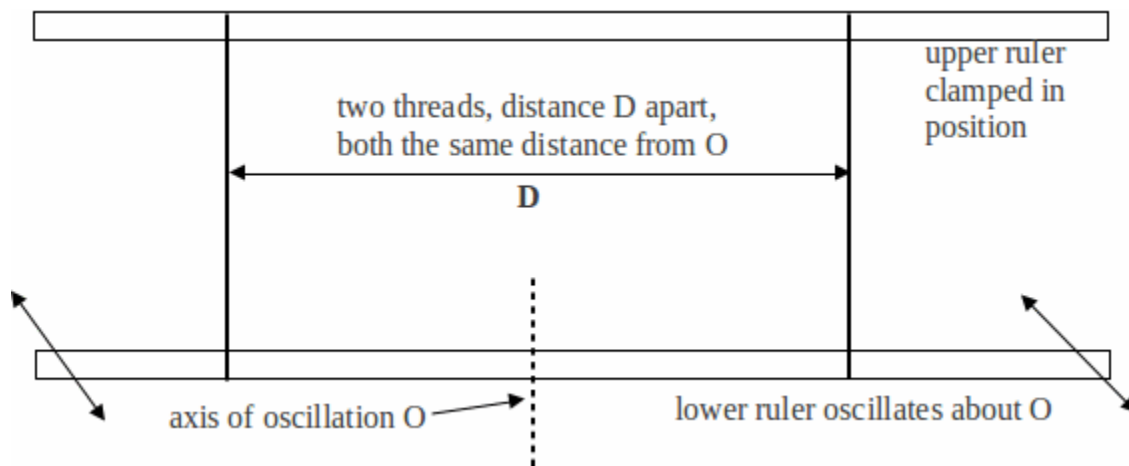 upper ruler
clamped in
position
two threads, distance D apart,
both the same distance from O
D
axis of oscillation O
lower ruler oscillates about O